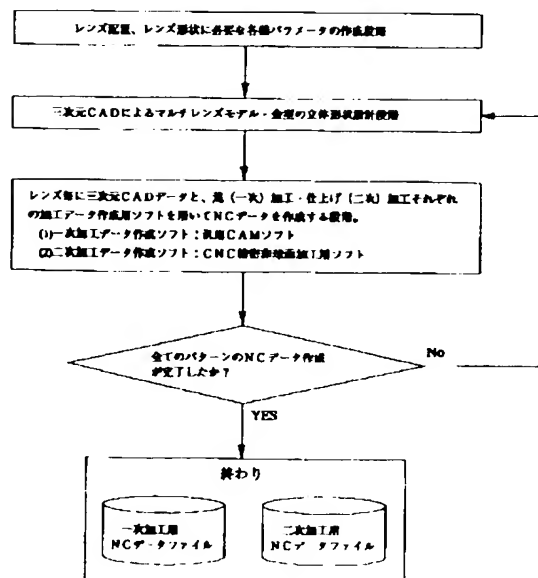 レンズ配置、レンズ形状に必要な各種パラメータの作成段階
三次元CADによるマルチレンズモデル・金型の立体形状設計段階
レンズ毎に三次元CADデータと、荒(一次)加工・仕上げ(二次)加工それぞれ
の加工データ作成用ソフトを用いてNCデータを作成する段階。
(1)一次加工データ作成ソフト:汎用CAMソフト
(2)二次加工データ作成ソフト:CNC精密非球面加工用ソフト
全てのパターンのNCデータ作成
が完了したか?
No
YES
終わり
一次加工用
NCデータファイル
二次加工用
NCデータファイル